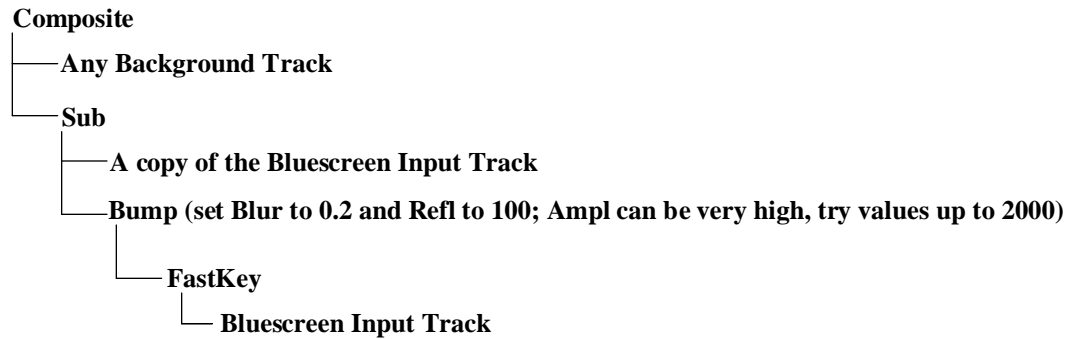 Composite
Any Background Track
Sub
A copy of the Bluescreen Input Track
Bump (set Blur to 0.2 and Refl to 100; Ampl can be very high, try values up to 2000)
FastKey
Bluescreen Input Track